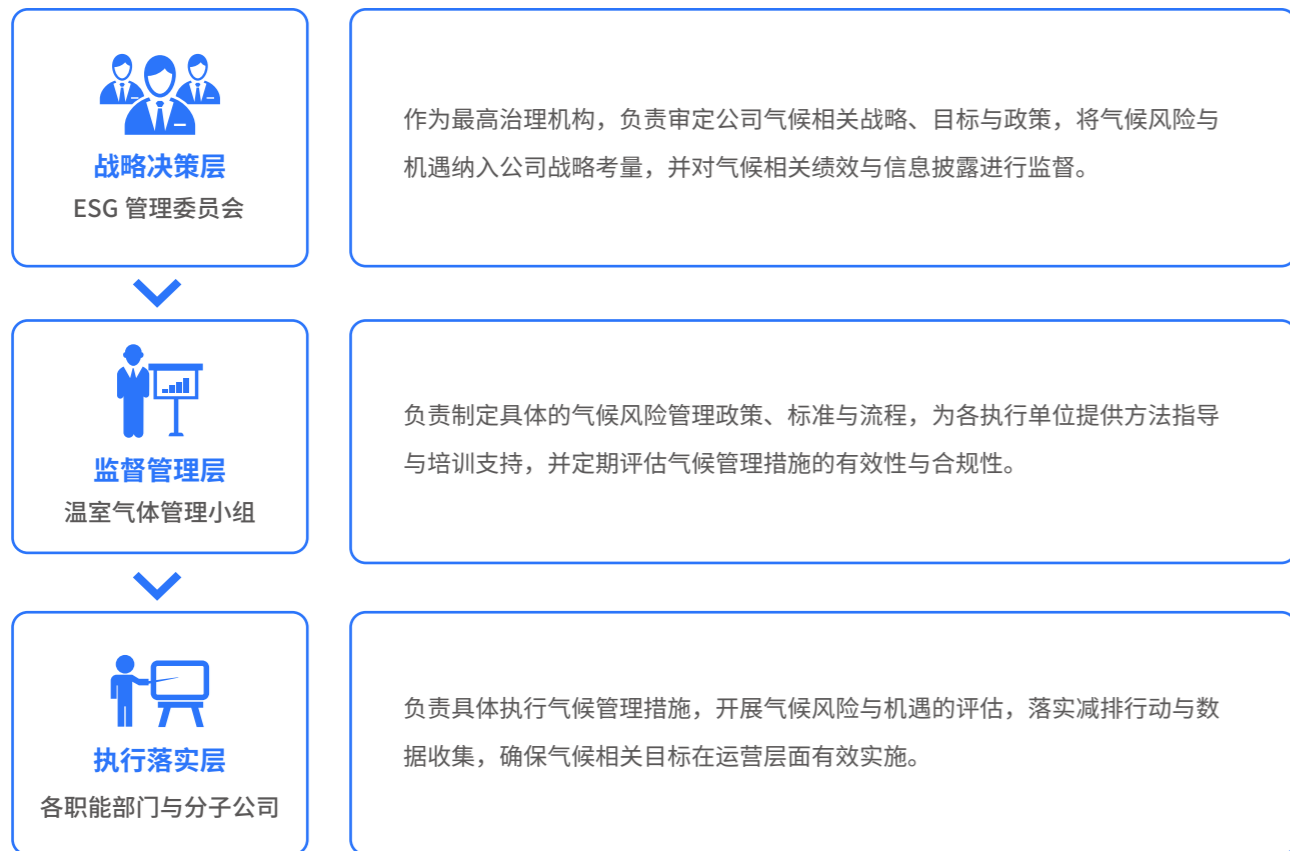 战略决策层
ESG 管理委员会
作为最高治理机构，负责审定公司气候相关战略、目标与政策，将气候风险与
机遇纳入公司战略考量，并对气候相关绩效与信息披露进行监督。
监督管理层
温室气体管理小组
负责制定具体的气候风险管理政策、标准与流程，为各执行单位提供方法指导
与培训支持，并定期评估气候管理措施的有效性与合规性。
执行落实层
各职能部门与分子公司
负责具体执行气候管理措施，开展气候风险与机遇的评估，落实减排行动与数
据收集，确保气候相关目标在运营层面有效实施。